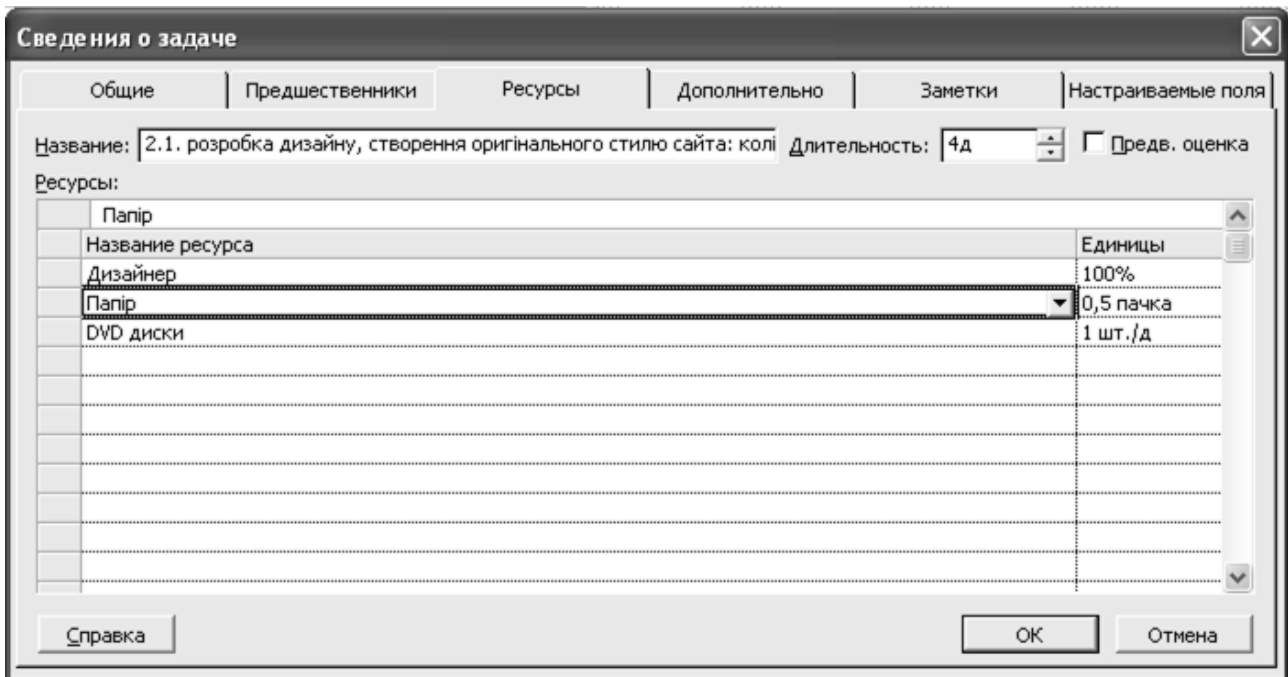 Сведения о задаче
Общие Предшественники Ресурсы Дополнительно Заметки Настраиваемые поля
Название: 2.1. розробка дизайну, створення оригінального стилю сайта: колі Длительность: 4д Предв. оценка
Ресурсы:
Папір
Название ресурса Единицы
Дизайнер 100%
Папір 0,5 пачка
DVD диски 1 шт./д
Справка ОК Отмена